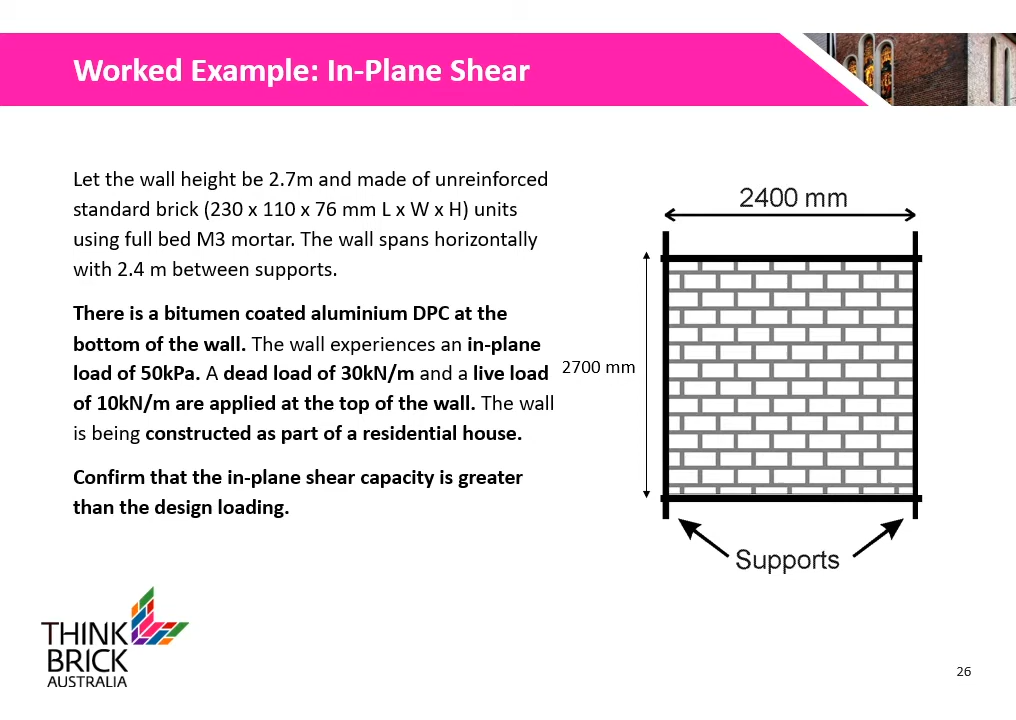 Worked Example: In-Plane Shear
Let the wall height be 2.7m and made of unreinforced
standard brick (230 x 110 x 76 mm L x W x H) units
using full bed M3 mortar. The wall spans horizontally
with 2.4 m between supports.
There is a bitumen coated aluminium DPC at the
bottom of the wall. The wall experiences an in-plane
load of 50kPa. A dead load of 30kN/m and a live load
of 10kN/m are applied at the top of the wall. The wall
is being constructed as part of a residential house.
Confirm that the in-plane shear capacity is greater
than the design loading.
2400 mm
2700 mm
Supports
THINK
BRICK
AUSTRALIA
26